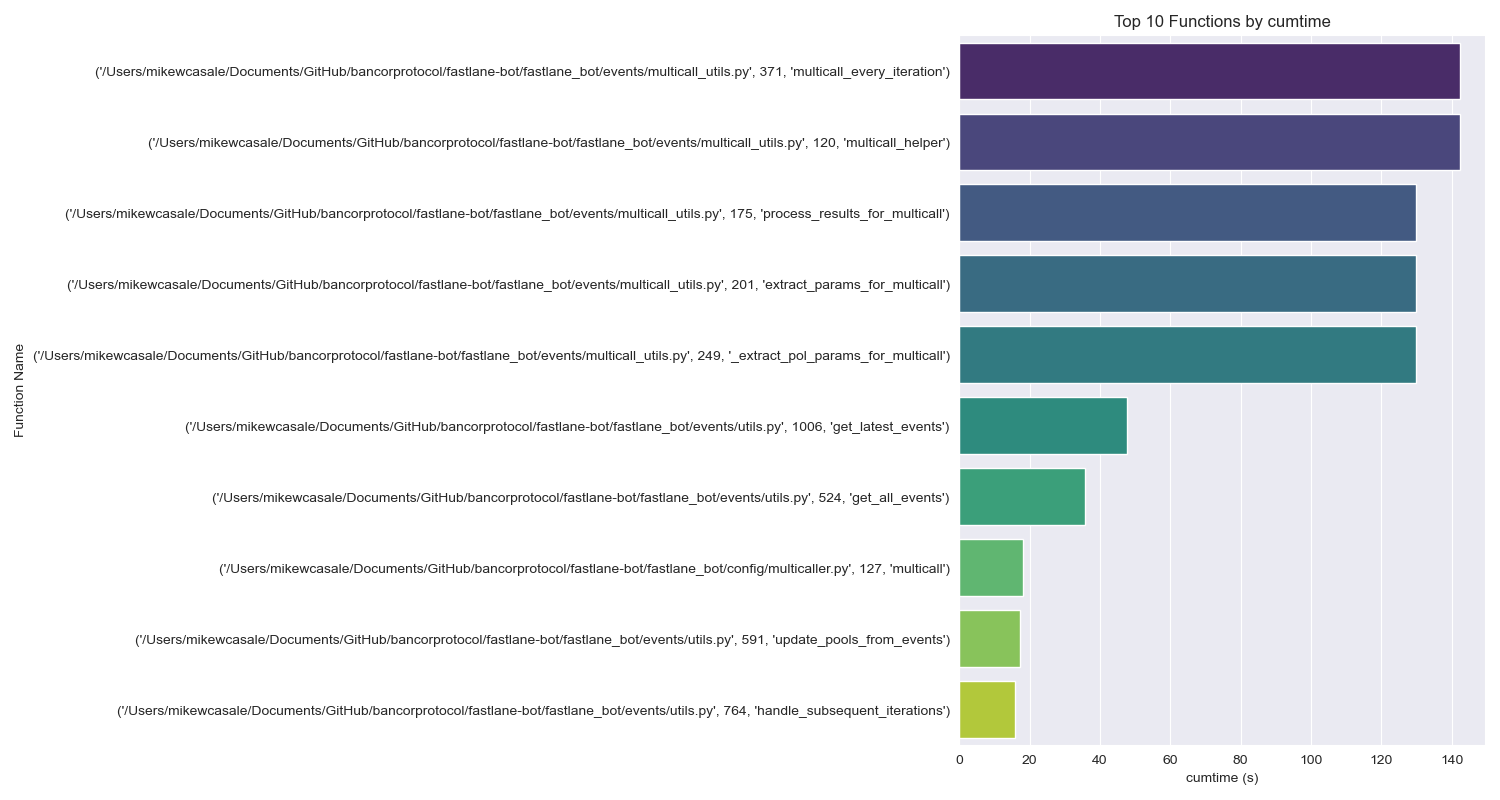 Top 10 Functions by cumtime
Function Name
('/Users/mikewcasale/Documents/GitHub/bancorprotocol/fastlane-bot/fastlane_bot/events/multicall_utils.py', 371, 'multicall_every_iteration')
('/Users/mikewcasale/Documents/GitHub/bancorprotocol/fastlane-bot/fastlane_bot/events/multicall_utils.py', 120, 'multicall_helper')
('/Users/mikewcasale/Documents/GitHub/bancorprotocol/fastlane-bot/fastlane_bot/events/multicall_utils.py', 175, 'process_results_for_multicall')
('/Users/mikewcasale/Documents/GitHub/bancorprotocol/fastlane-bot/fastlane_bot/events/multicall_utils.py', 201, 'extract_params_for_multicall')
('/Users/mikewcasale/Documents/GitHub/bancorprotocol/fastlane-bot/fastlane_bot/events/multicall_utils.py', 249, '_extract_pol_params_for_multicall')
('/Users/mikewcasale/Documents/GitHub/bancorprotocol/fastlane-bot/fastlane_bot/events/utils.py', 1006, 'get_latest_events')
('/Users/mikewcasale/Documents/GitHub/bancorprotocol/fastlane-bot/fastlane_bot/events/utils.py', 524, 'get_all_events')
('/Users/mikewcasale/Documents/GitHub/bancorprotocol/fastlane-bot/fastlane_bot/config/multicaller.py', 127, 'multicall')
('/Users/mikewcasale/Documents/GitHub/bancorprotocol/fastlane-bot/fastlane_bot/events/utils.py', 591, 'update_pools_from_events')
('/Users/mikewcasale/Documents/GitHub/bancorprotocol/fastlane-bot/fastlane_bot/events/utils.py', 764, 'handle_subsequent_iterations')
0 20 40 60 80 100 120 140
cumtime (s)